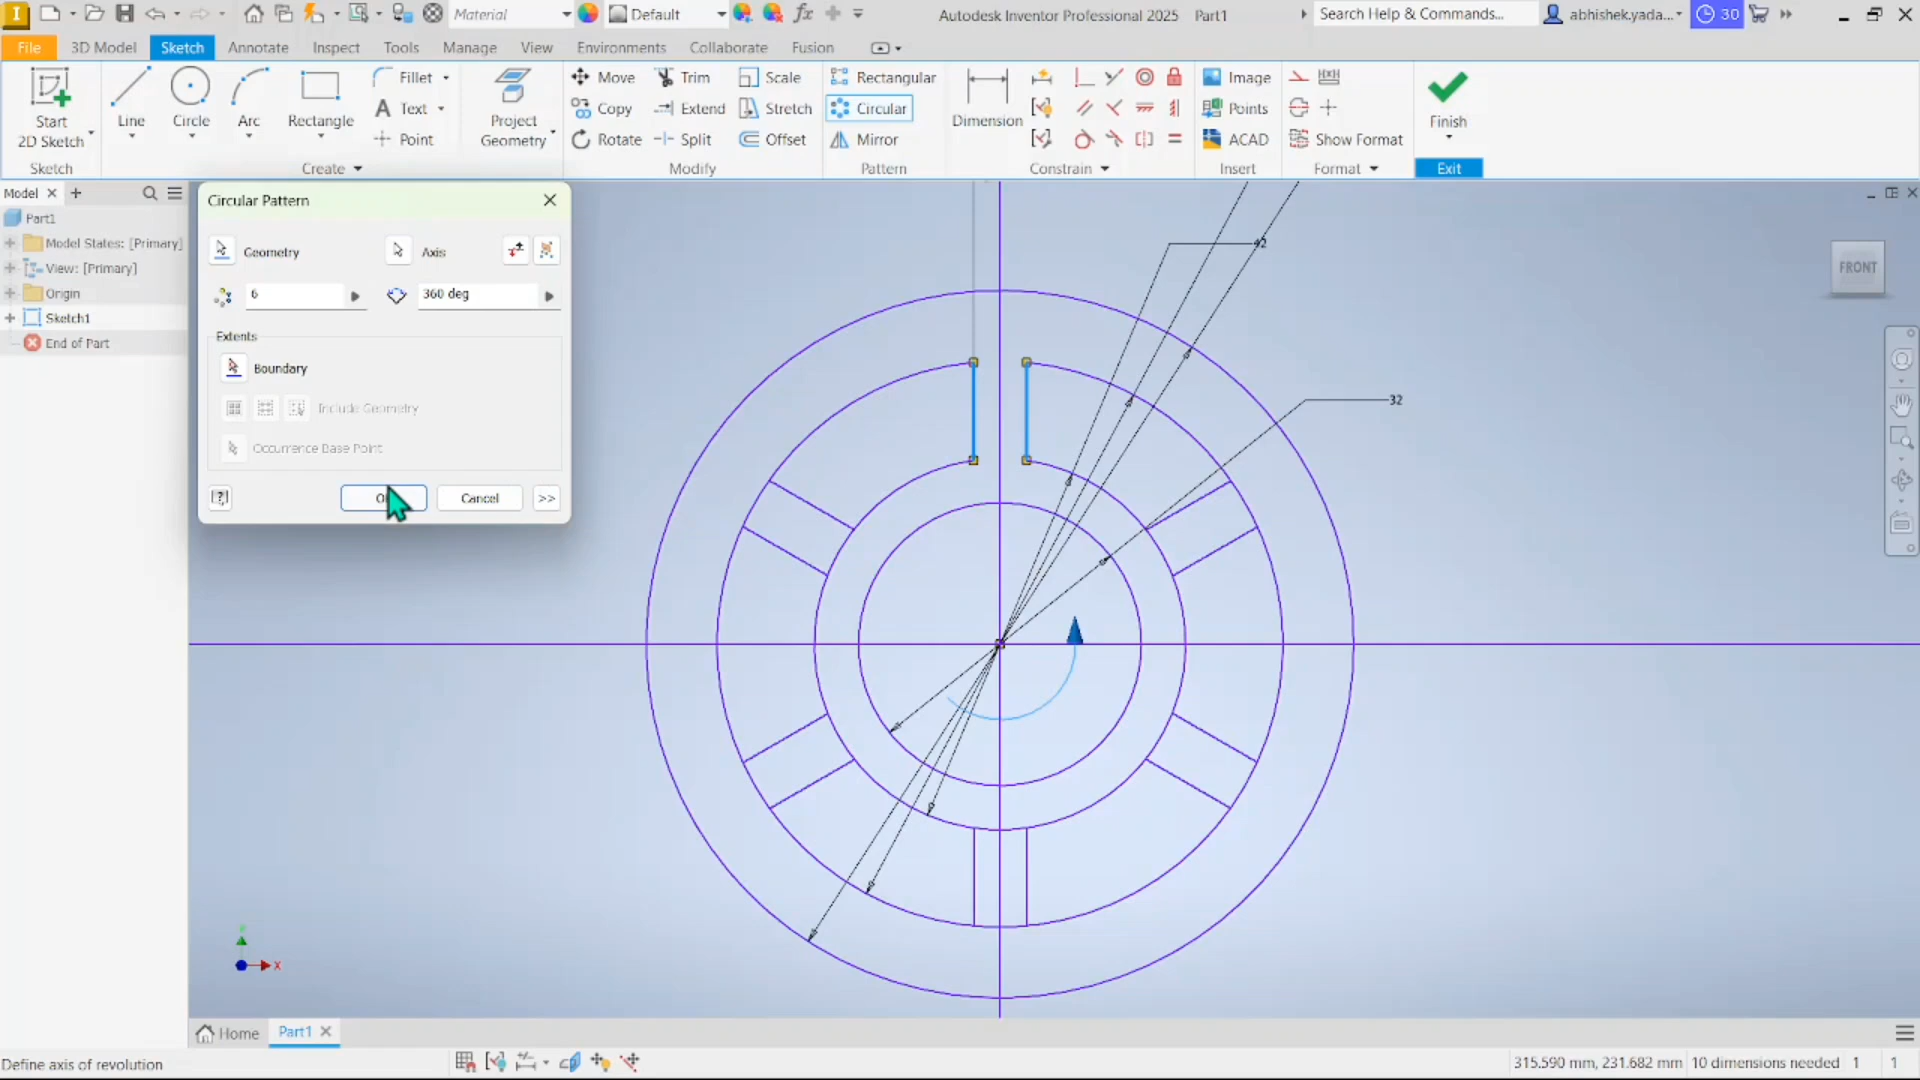 Material
Default
fx
Autodesk Inventor Professional 2025 Part1
Search Help & Commands...
abhishek.yada...
30
File
3D Model
Sketch
Annotate
Inspect
Tools
Manage
View
Environments
Collaborate
Fusion
Start
2D Sketch
Line
Circle
Arc
Rectangle
Fillet
Text
Point
Project
Geometry
Move
Copy
Rotate
Trim
Extend
Split
Scale
Stretch
Offset
Rectangular
Circular
Mirror
Dimension
Image
Points
ACAD
Show Format
Finish
Sketch
Create
Modify
Pattern
Constrain
Insert
Format
Exit
Model
Part1
Model States: [Primary]
View: [Primary]
Origin
Sketch1
End of Part
Circular Pattern
Geometry
Axis
6
360 deg
Extents
Boundary
Include Geometry
Occurrence Base Point
Cancel
>>
42
32
FRONT
X
Home
Part1
Define axis of revolution
315.590 mm, 231.682 mm
10 dimensions needed
1
1